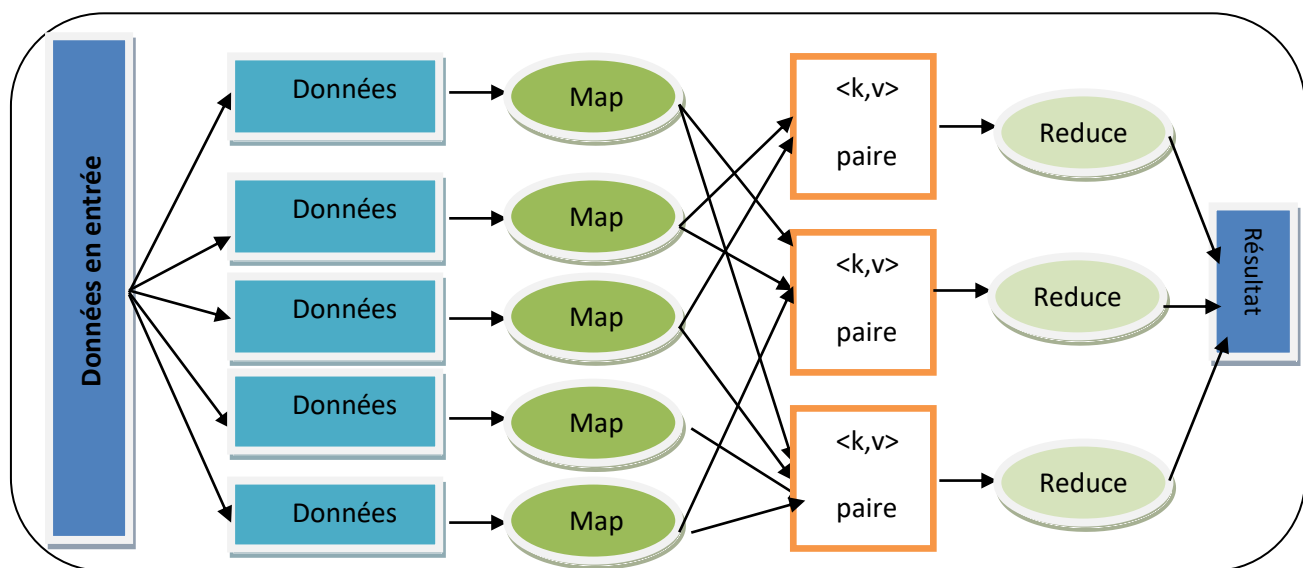 Données en entrée
Données
Map
<k,v>
paire
Reduce
Données
Map
Données
Map
<k,v>
paire
Reduce
Résultat
Données
Map
<k,v>
paire
Reduce
Données
Map